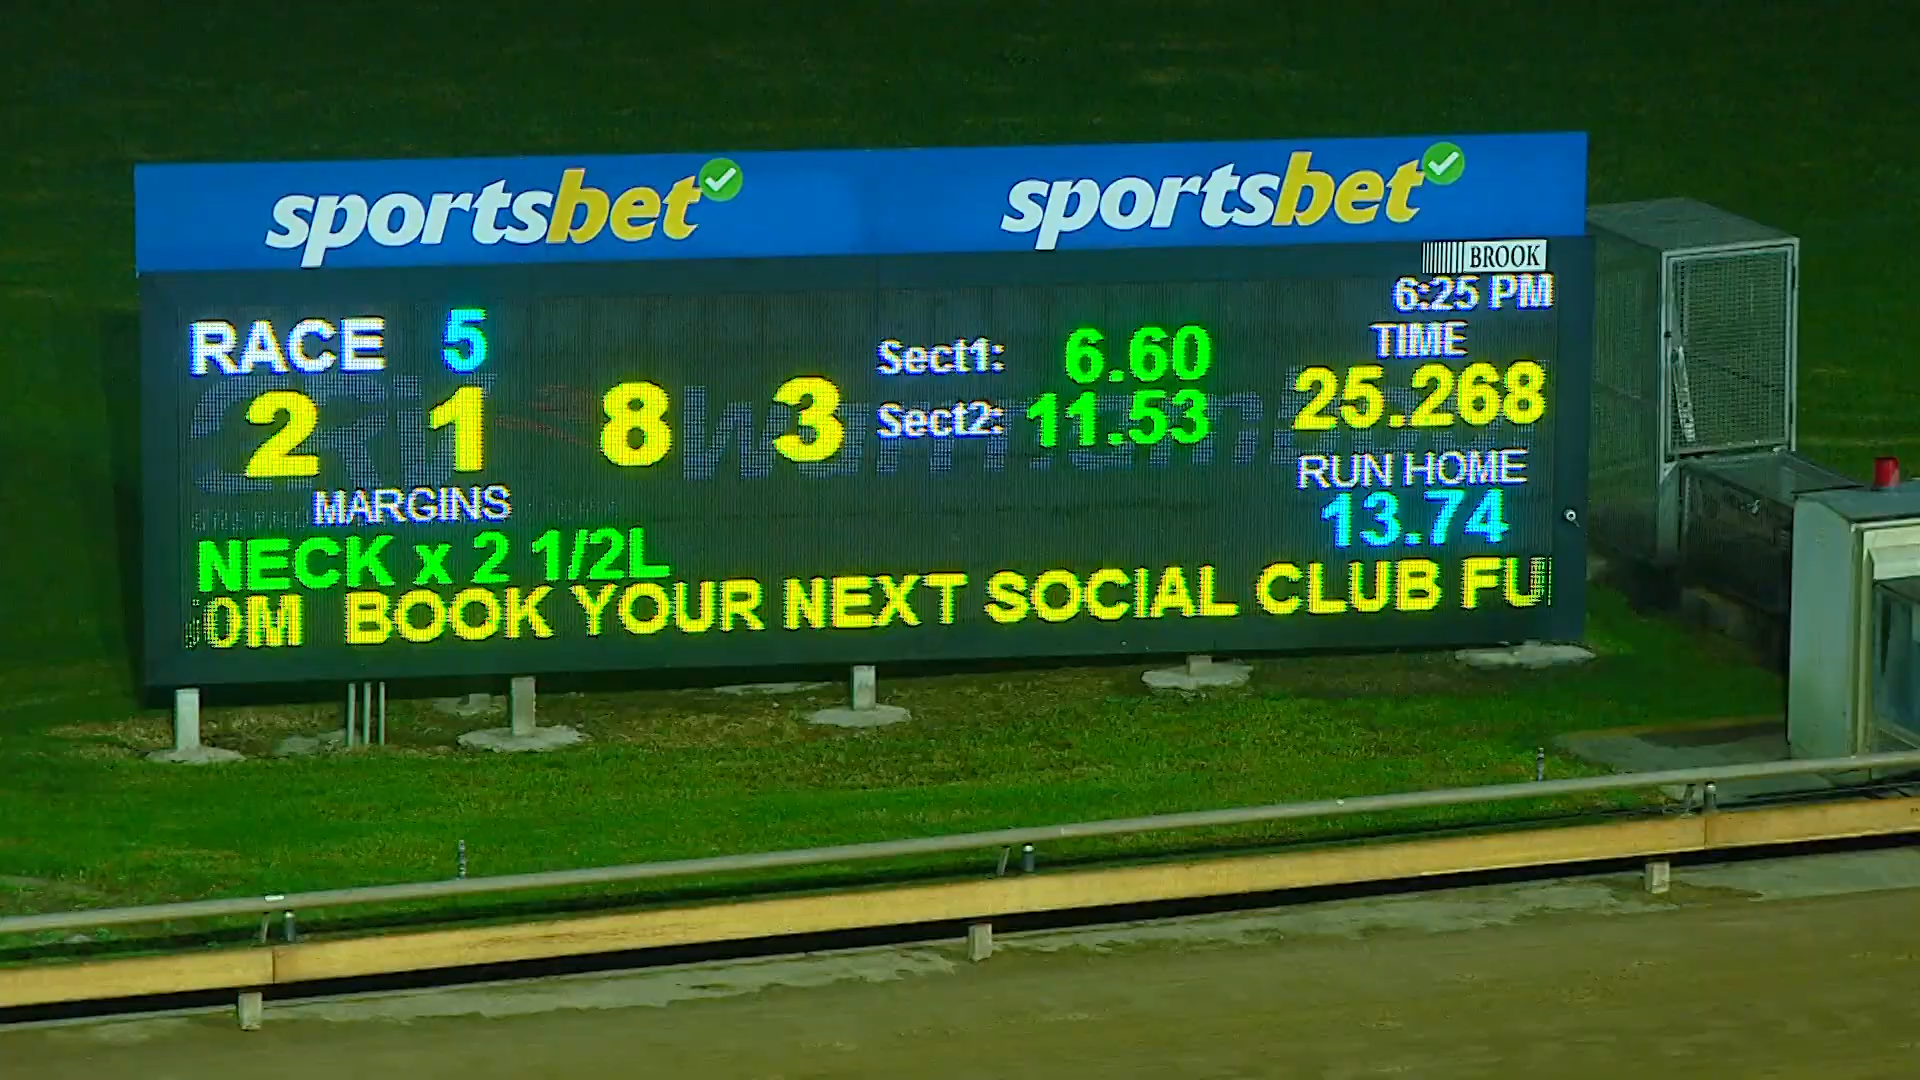 sportsbet sportsbet
BROOK
6:25 PM
RACE 5
Sect1: 6.60
TIME
2 1 8 3
Sect2: 11.53
25.268
MARGINS
RUN HOME
NECK x 2 1/2L
13.74
OM BOOK YOUR NEXT SOCIAL CLUB FU